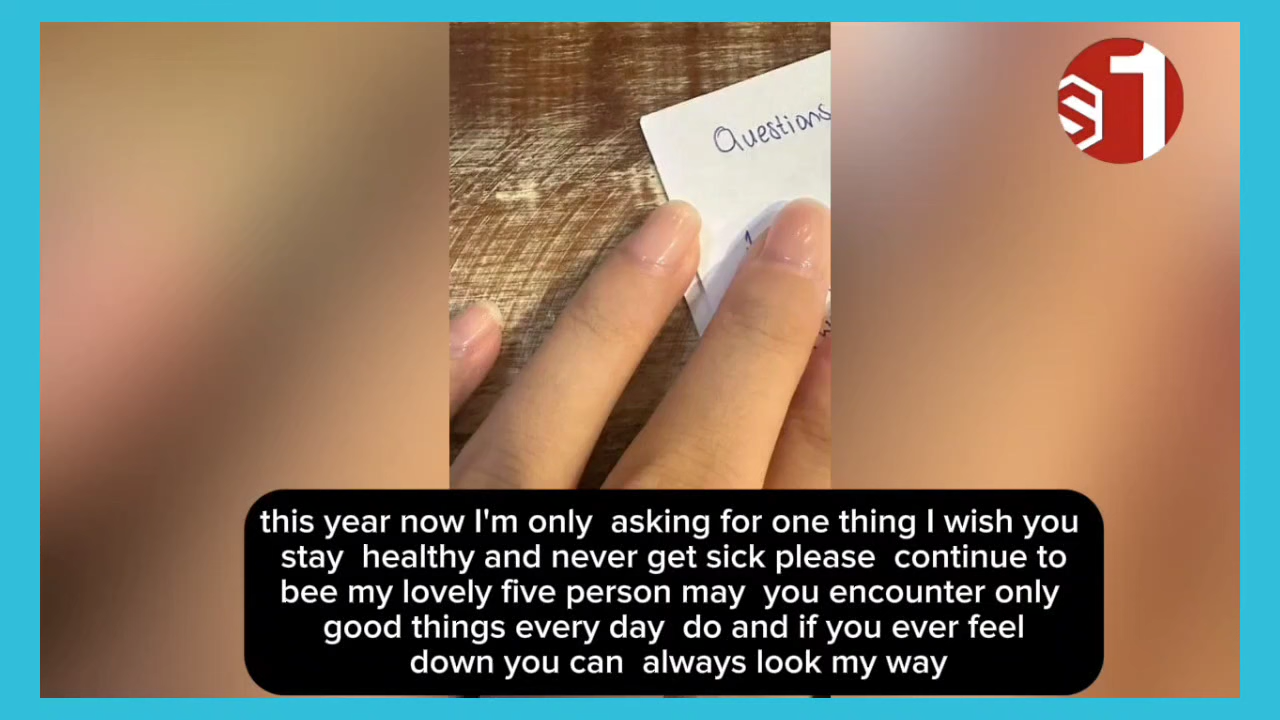 S1
Questions
1
this year now I'm only asking for one thing I wish you
stay healthy and never get sick please continue to
bee my lovely five person may you encounter only
good things every day do and if you ever feel
down you can always look my way